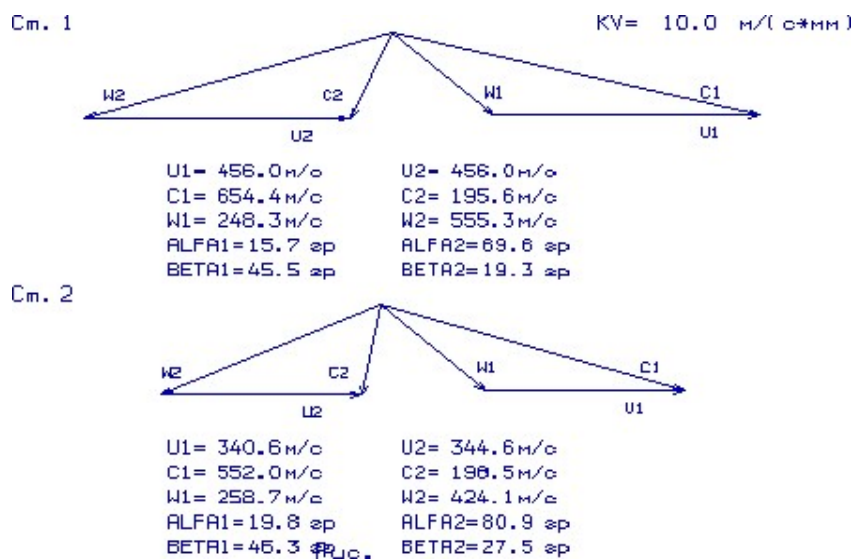 Ст. 1
KV= 10.0 м/(с*мм)
W2
C2
W1
C1
U2
U1
U1= 456.0м/с
U2= 456.0м/с
C1= 654.4м/с
C2= 195.6м/с
W1= 248.3м/с
W2= 555.3м/с
ALFA1=15.7 гр
ALFA2=69.6 гр
BETA1=45.5 гр
BETA2=19.3 гр
Ст. 2
W2
C2
W1
C1
U2
U1
U1= 340.6м/с
U2= 344.6м/с
C1= 552.0м/с
C2= 198.5м/с
W1= 258.7м/с
W2= 424.1м/с
ALFA1=19.8 гр
ALFA2=80.9 гр
BETA1=46.3 гр
BETA2=27.5 гр
Рис.